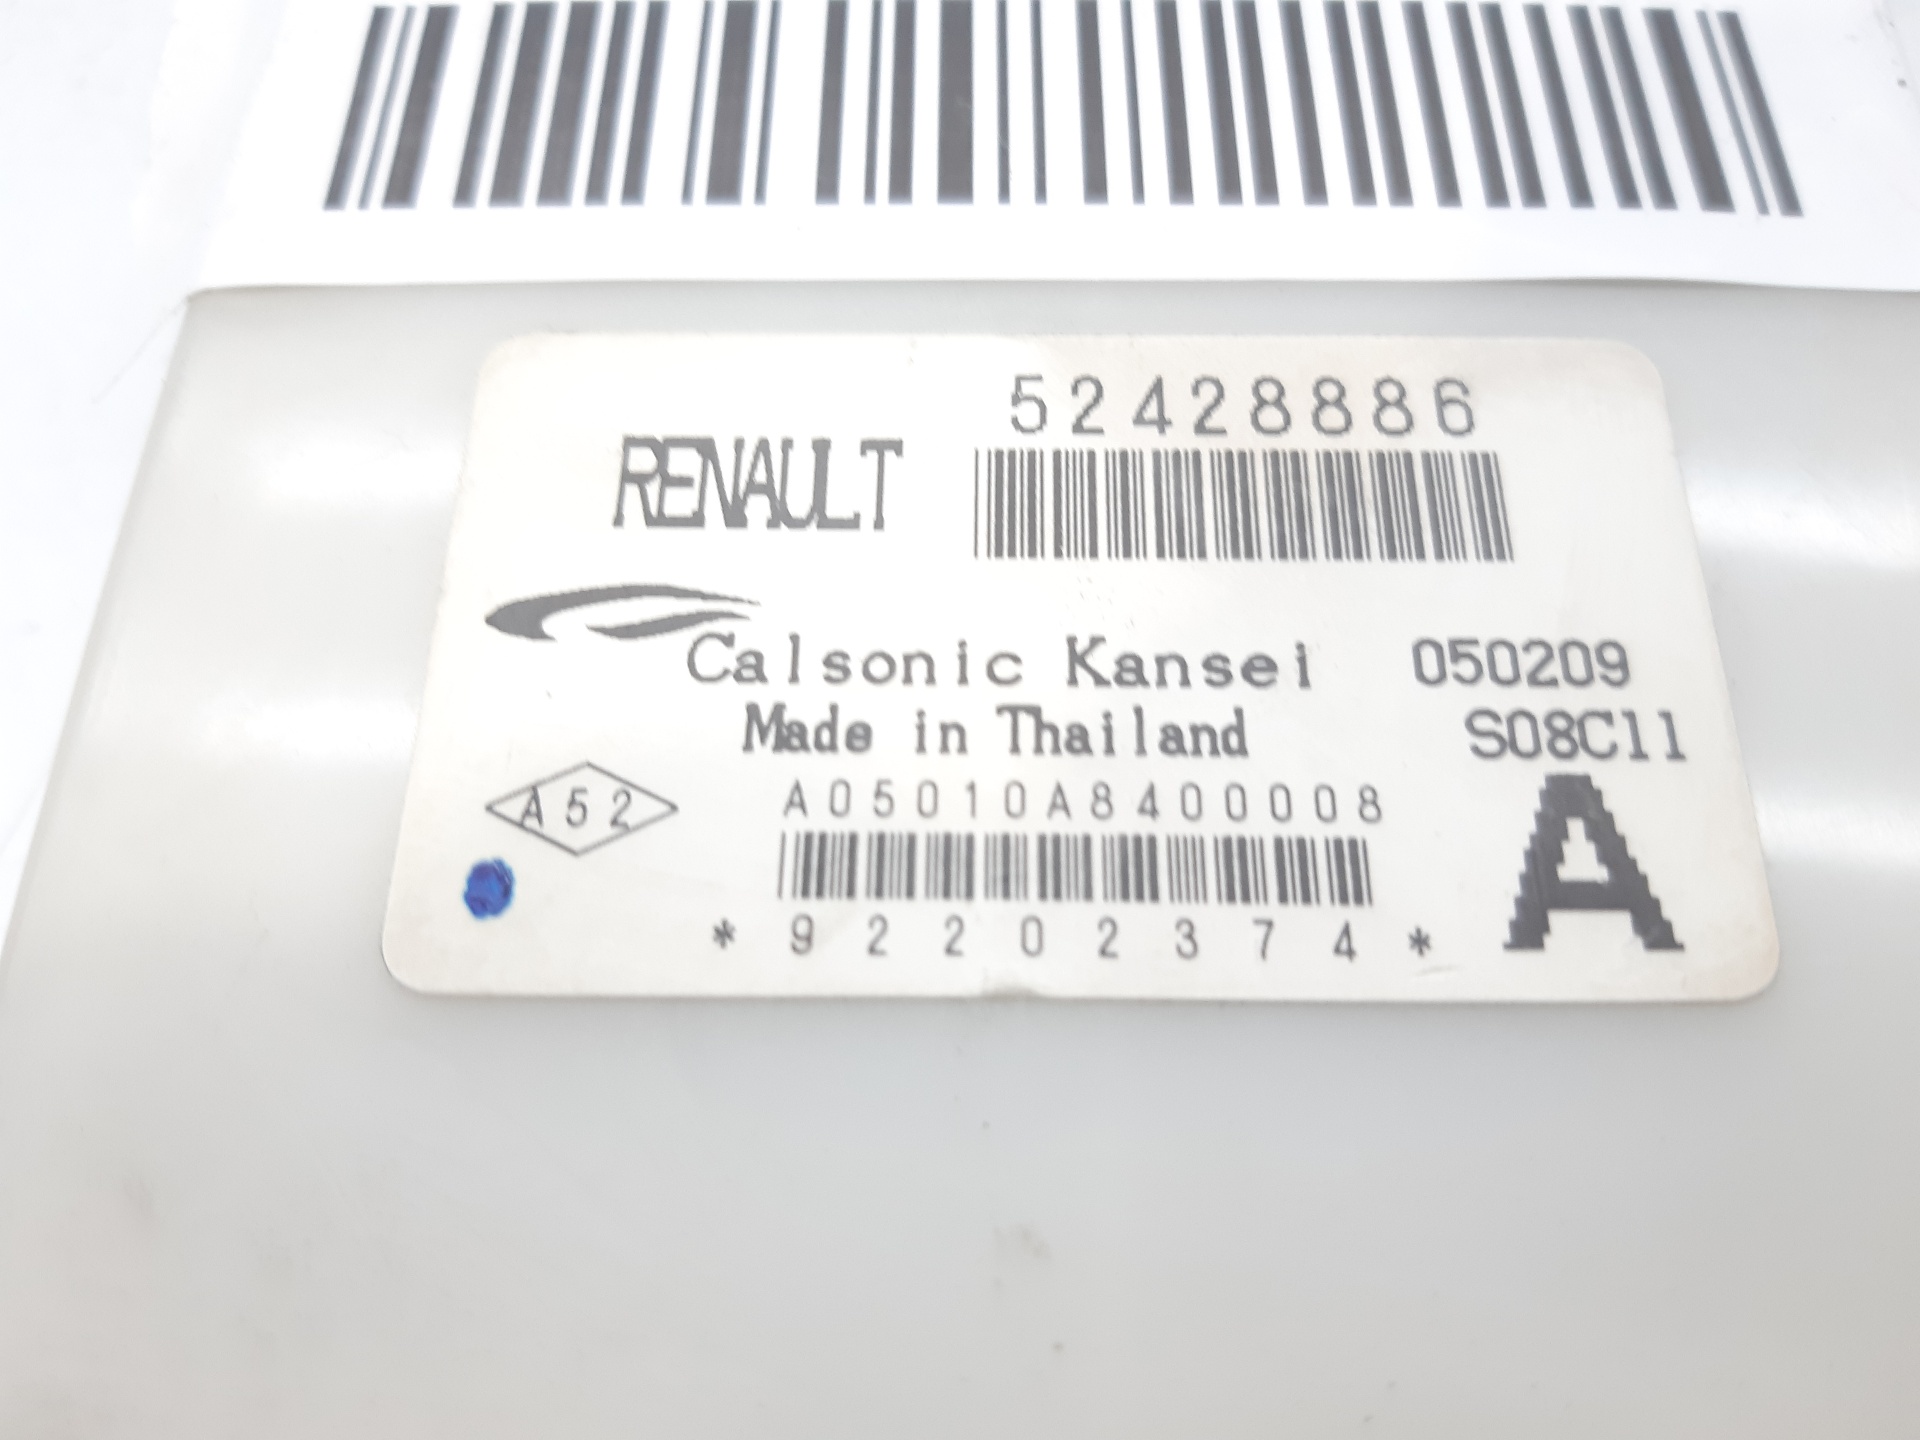 52428886
RENAULT
Calsonic Kansei 050209
Made in Thailand S08C11
A52 A05010A8400008
A
*92202374*